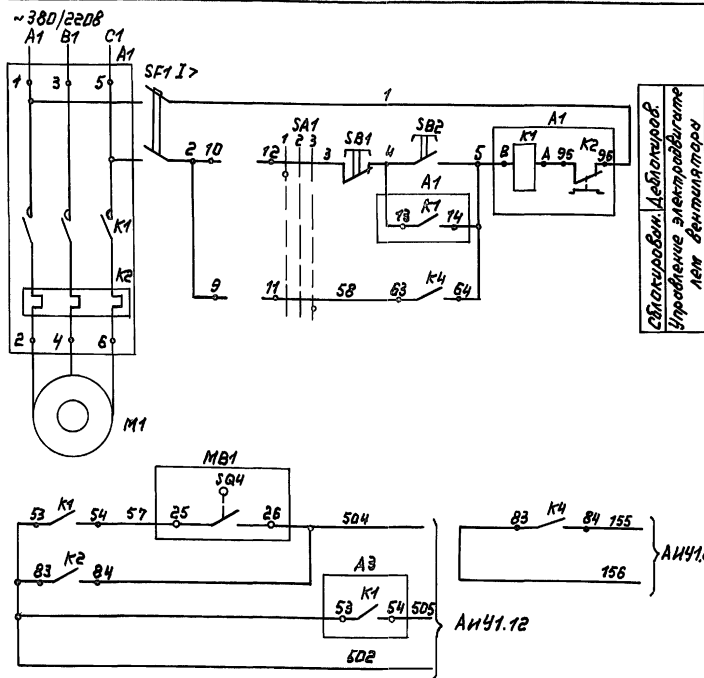 ~380/220В
А1 В1 С1
А1
1 3 5
SF1 I>
1
SA1
1 2 3
SB1
SB2
А1
К1
К2
2 10
12
3
4
5
В
А 95
96
А1
К1
13 14
К1
К2
9
11
58
63
К4
64
2 4 6
М1
Сблокирован. Деблокиров.
Управление электродвигате
лем вентилятора
МВ1
SQ4
53 К1 54 57 25 26 504
83 К2 84
А3
53 К1 54 505
502
АИУ1.12
83 К4 84 155
156